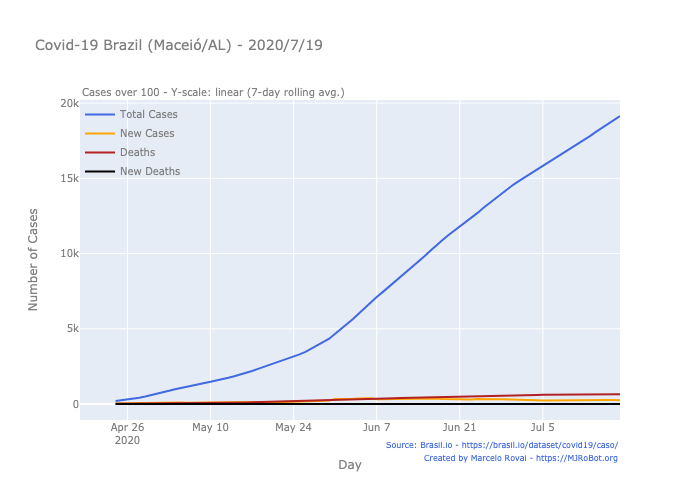 Covid-19 Brazil (Maceió/AL) - 2020/7/19
Cases over 100 - Y-scale: linear (7-day rolling avg.)
Total Cases
New Cases
Deaths
New Deaths
20k
15k
10k
5k
0
Number of Cases
Apr 26
2020
May 10
May 24
Jun 7
Jun 21
Jul 5
Day
Source: Brasil.io - https://brasil.io/dataset/covid19/caso/
Created by Marcelo Rovai - https://MJRoBot.org